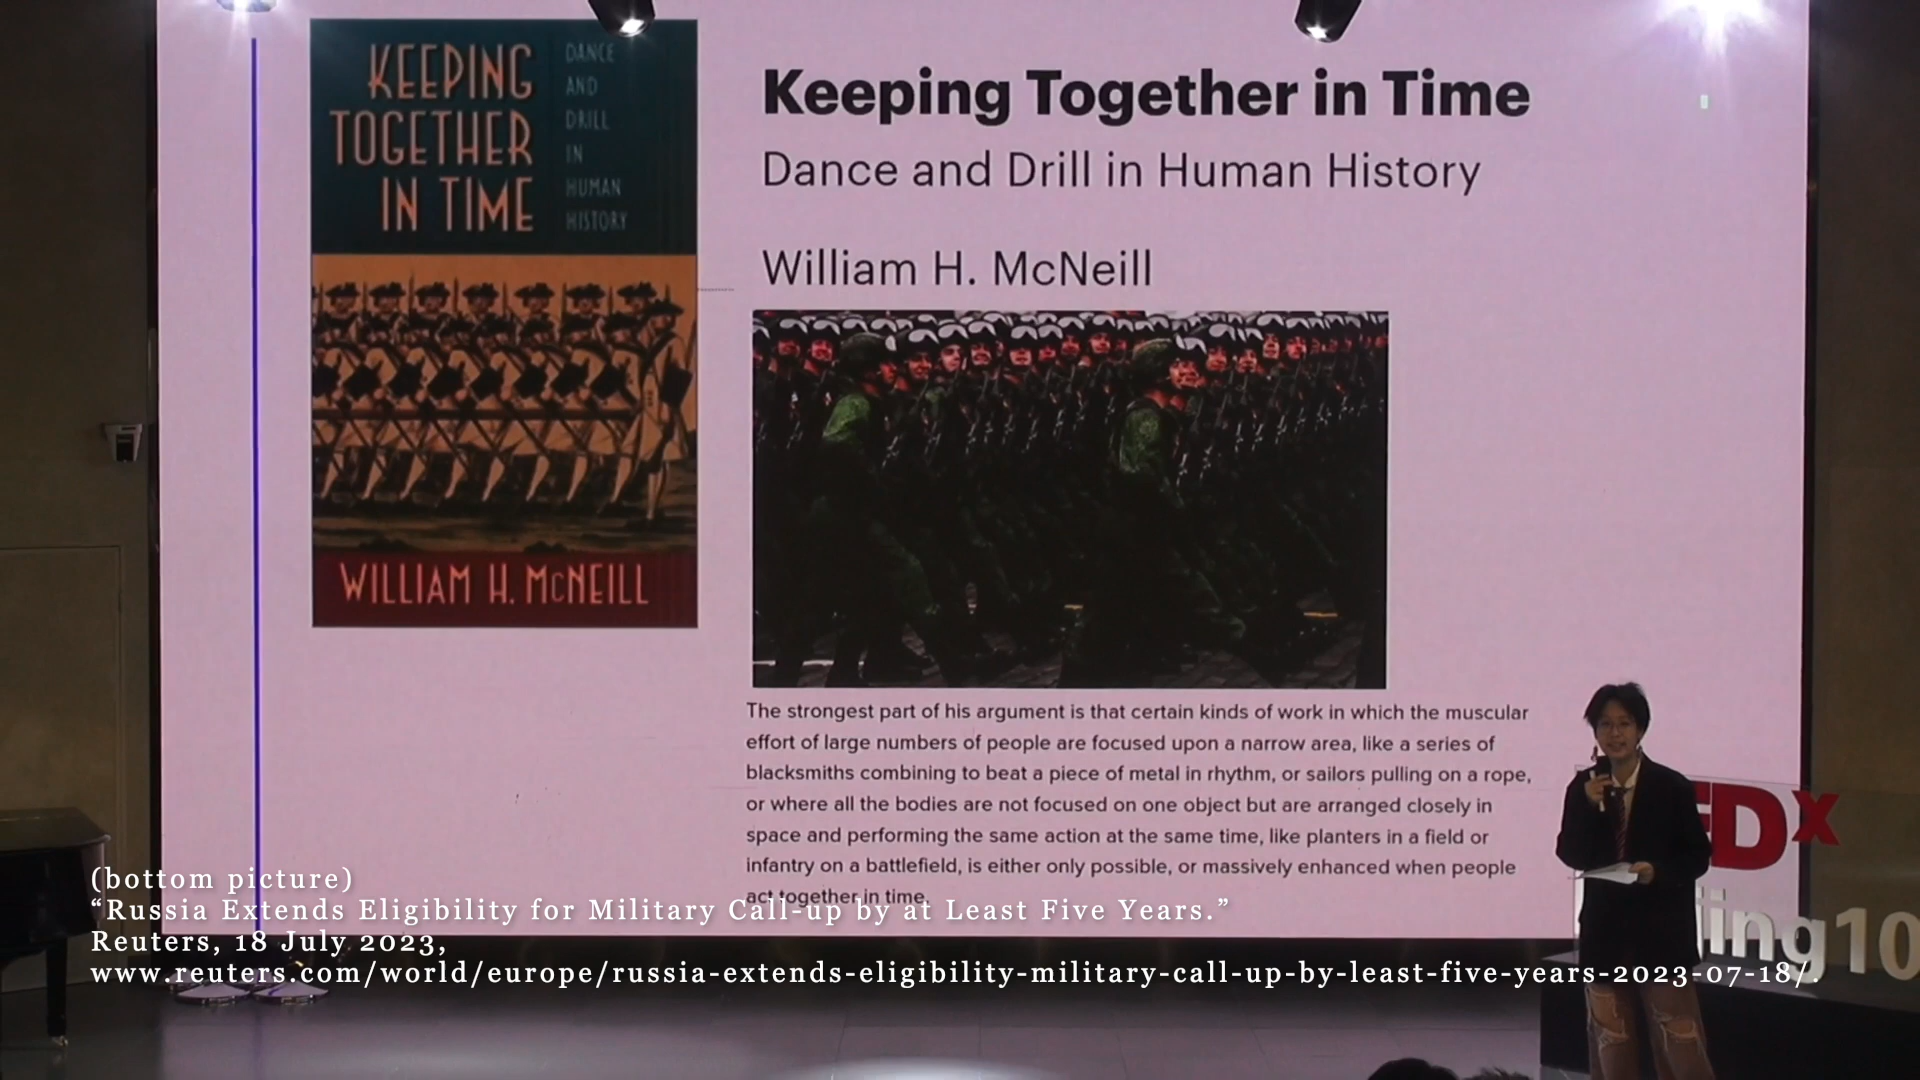 KEEPING
TOGETHER
IN TIME
DANCE
AND
DRILL
IN
HUMAN
HISTORY
WILLIAM H. McNEILL
Keeping Together in Time
Dance and Drill in Human History
William H. McNeill
The strongest part of his argument is that certain kinds of work in which the muscular
effort of large numbers of people are focused upon a narrow area, like a series of
blacksmiths combining to beat a piece of metal in rhythm, or sailors pulling on a rope,
or where all the bodies are not focused on one object but are arranged closely in
space and performing the same action at the same time, like planters in a field or
infantry on a battlefield, is either only possible, or massively enhanced when people
act together in time.
(bottom picture)
“Russia Extends Eligibility for Military Call-up by at Least Five Years.”
Reuters, 18 July 2023,
www.reuters.com/world/europe/russia-extends-eligibility-military-call-up-by-least-five-years-2023-07-18/.
EDx
jing10